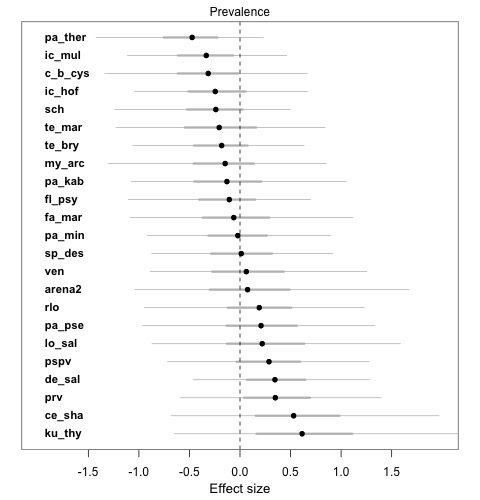 Prevalence
pa_ther
ic_mul
c_b_cys
ic_hof
sch
te_mar
te_bry
my_arc
pa_kab
fl_psy
fa_mar
pa_min
sp_des
ven
arena2
rlo
pa_pse
lo_sal
pspv
de_sal
prv
ce_sha
ku_thy
-1.5 -1.0 -0.5 0.0 0.5 1.0 1.5
Effect size